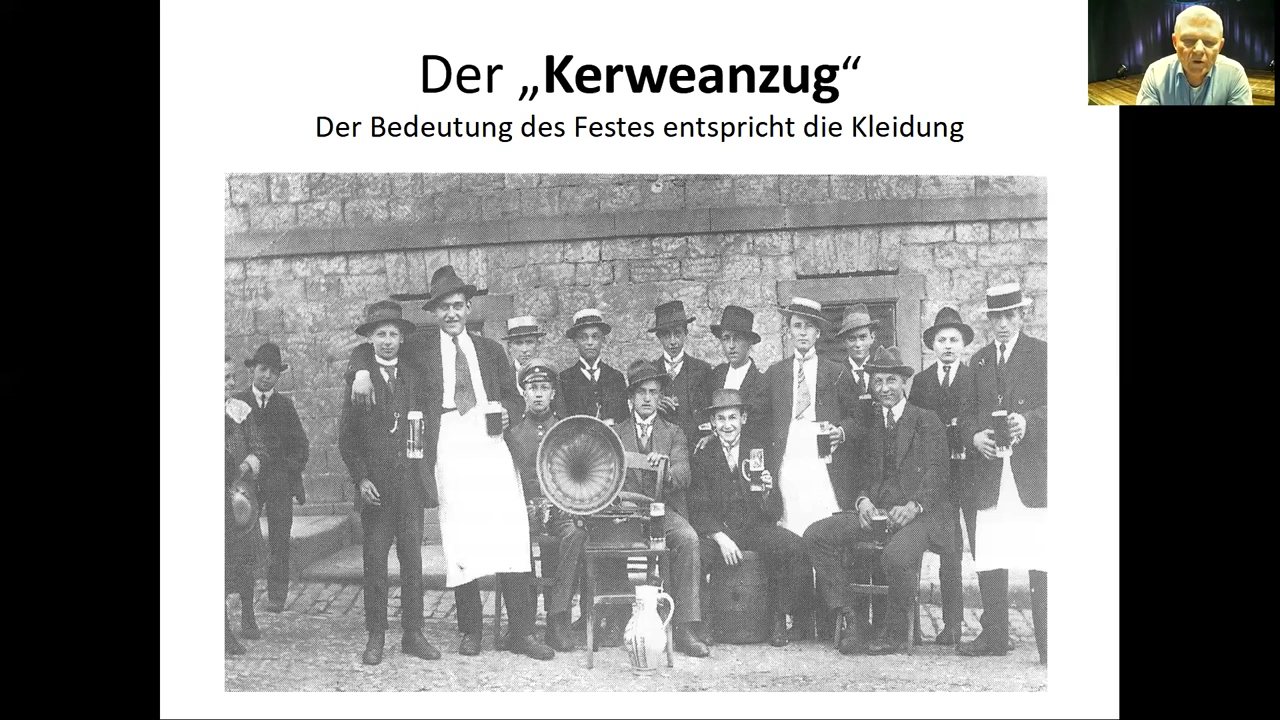 Der „Kerweanzug“
Der Bedeutung des Festes entspricht die Kleidung